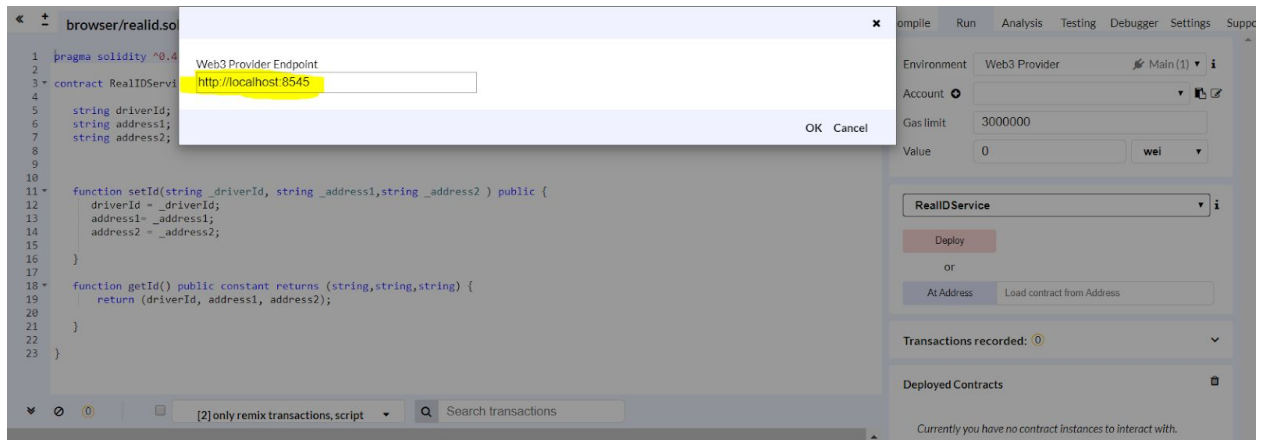 browser/realid.sol
ompile Run Analysis Testing Debugger Settings Suppo
Web3 Provider Endpoint
http://localhost:8545
OK Cancel
1 pragma solidity ^0.4
2
3 contract RealIDServi
4
5 string driverId;
6 string address1;
7 string address2;
8
9
10
11 function setId(string _driverId, string _address1,string _address2 ) public {
12 driverId = _driverId;
13 address1= _address1;
14 address2 = _address2;
15
16 }
17
18 function getId() public constant returns (string,string,string) {
19 return (driverId, address1, address2);
20
21 }
22
23 }
[2] only remix transactions, script
Search transactions
0
Environment Web3 Provider Main (1) i
Account
Gas limit 3000000
Value 0 wei
RealIDService i
Deploy
or
At Address Load contract from Address
Transactions recorded: 0
Deployed Contracts
Currently you have no contract instances to interact with.